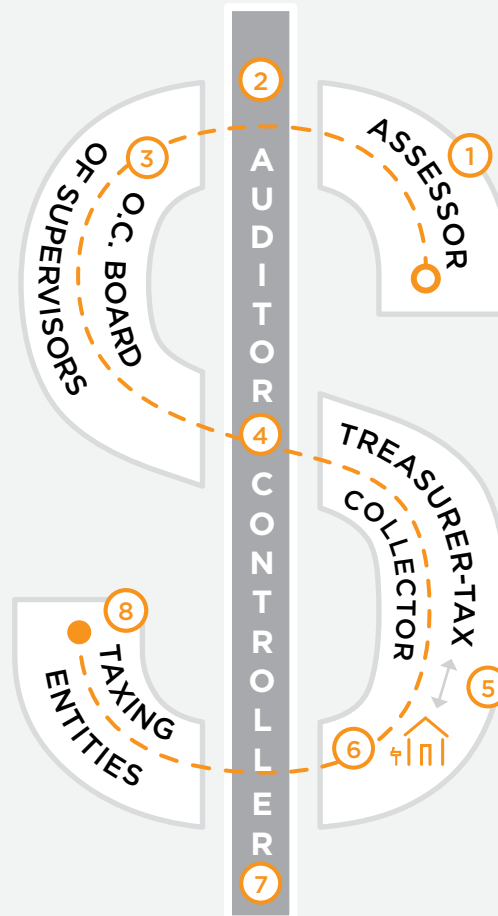 1
ASSESSOR
2
AUDITOR CONTROLLER
3
O.C. BOARD
OF SUPERVISORS
4
TREASURER-TAX
COLLECTOR
5
6
7
8
TAXING
ENTITIES